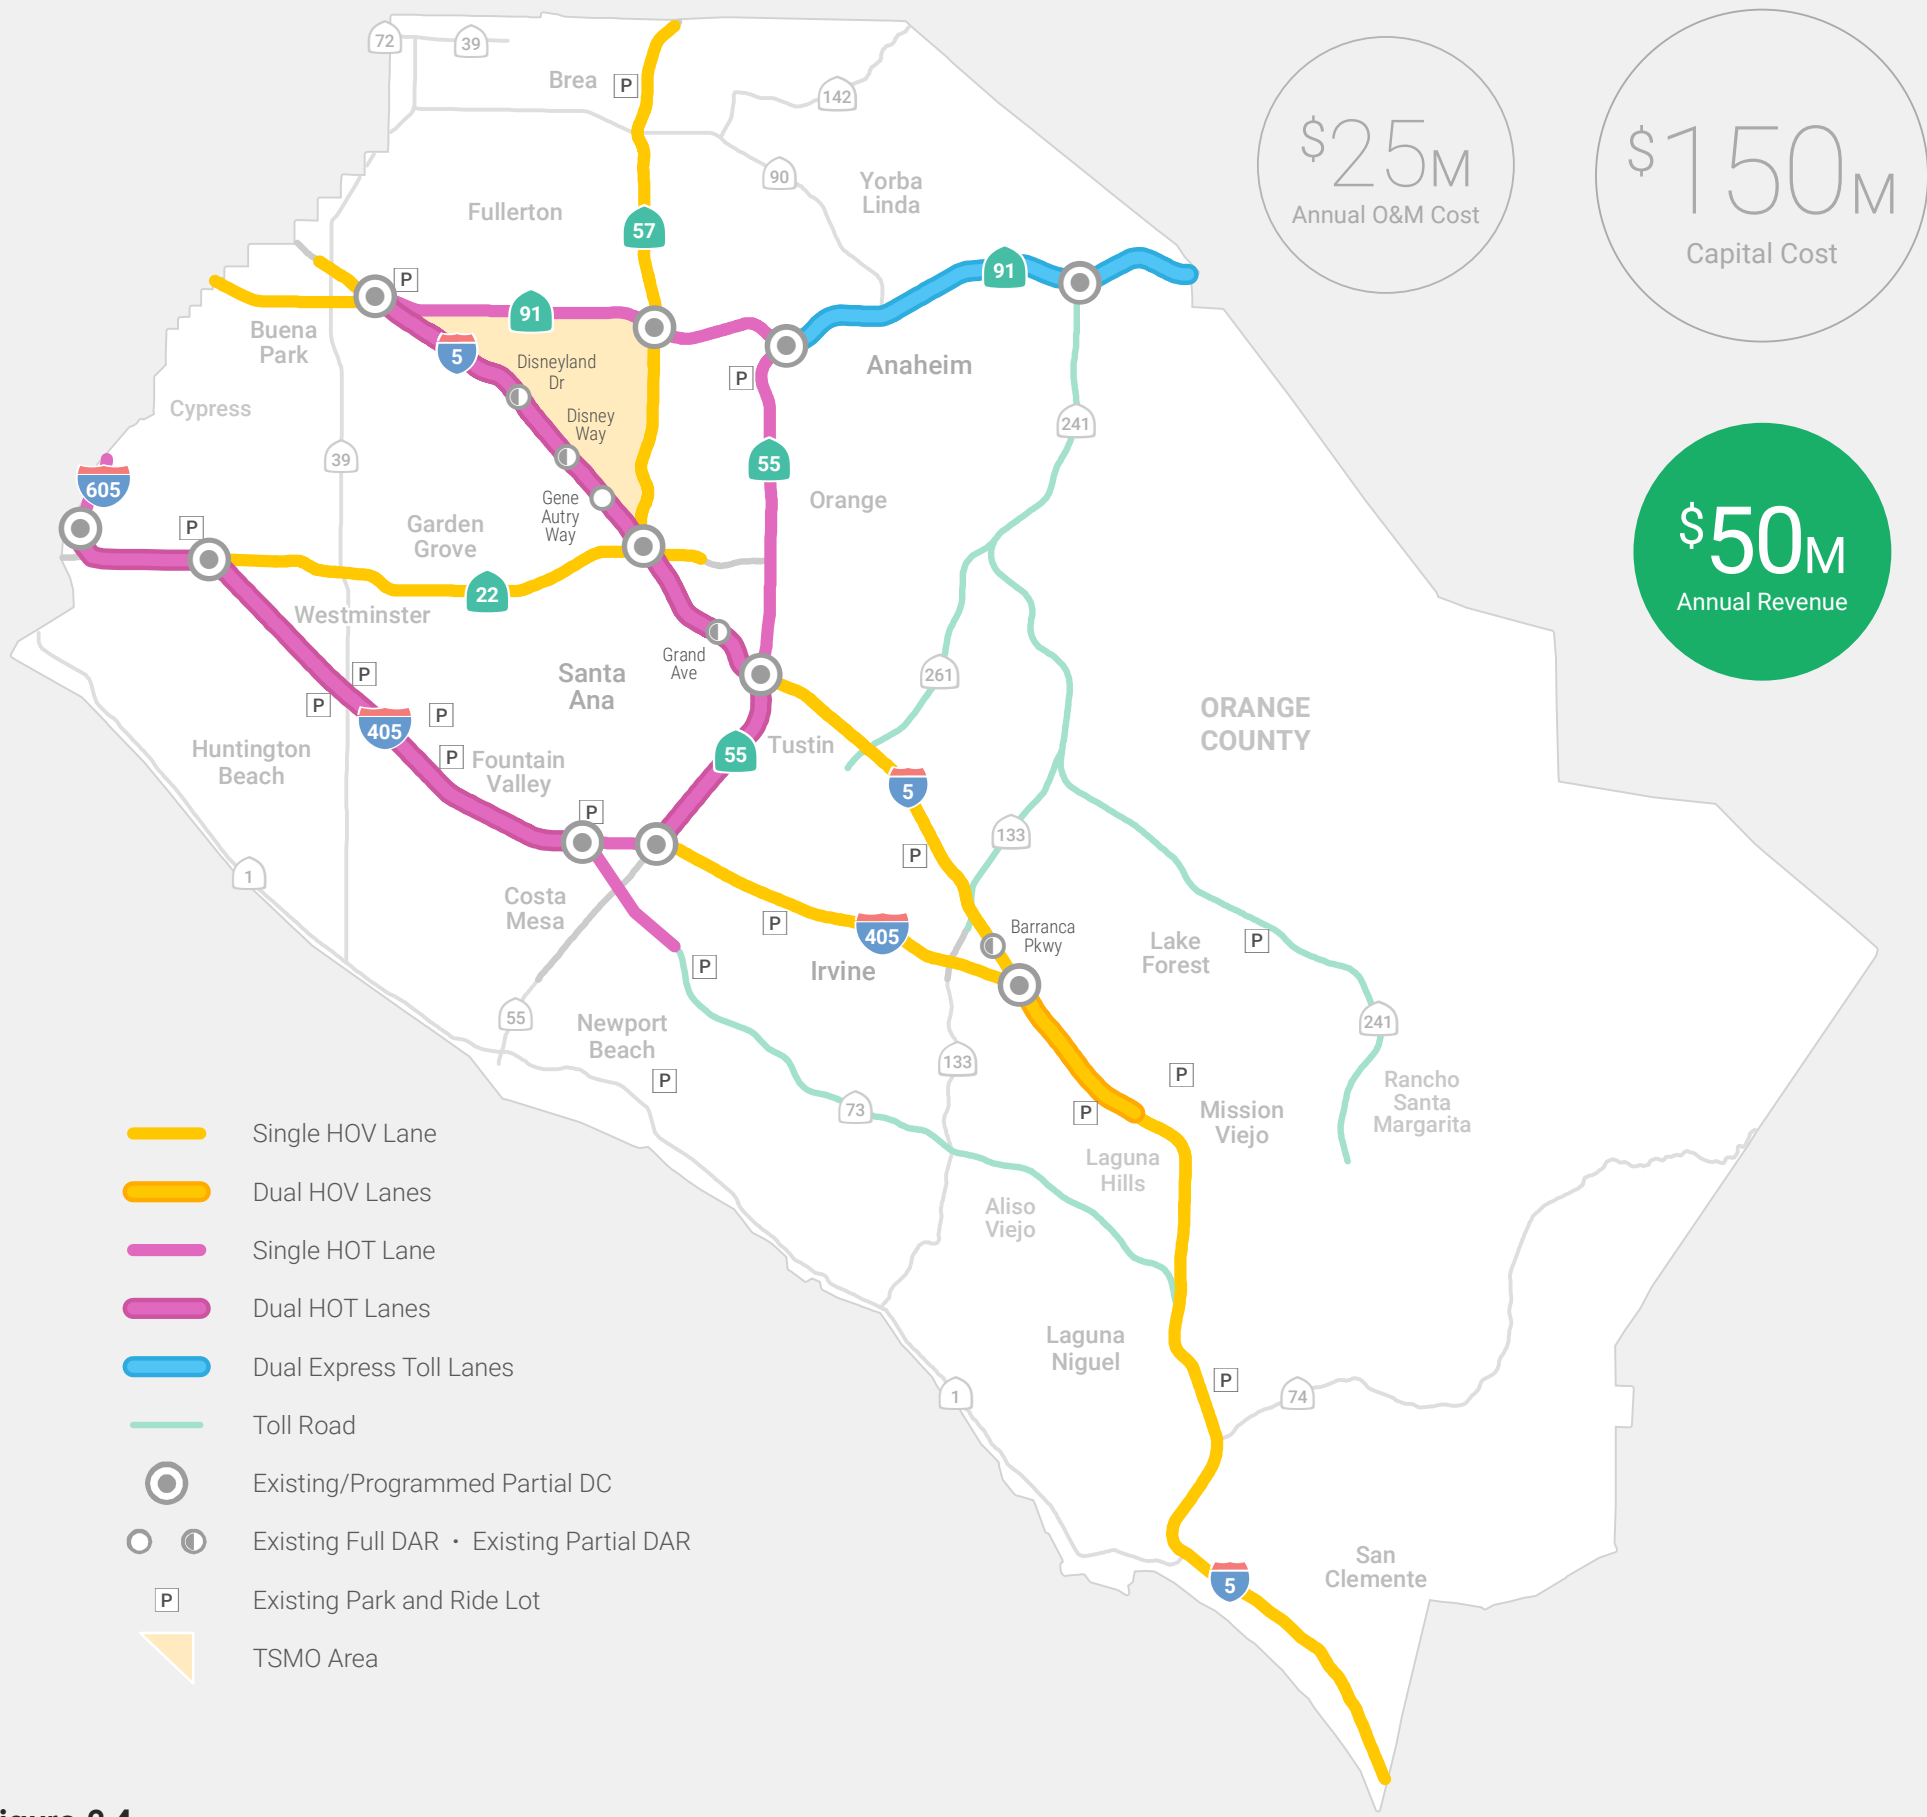 72
39
Brea
P
142
$25M
Annual O&M Cost
$150M
Capital Cost
90
Yorba
Linda
Fullerton
57
P
91
91
Buena
Park
5
Disneyland
Dr
Anaheim
P
Cypress
Disney
Way
241
39
55
605
Gene
Autry
Way
Orange
P
Garden
Grove
$50M
Annual Revenue
22
Westminster
Grand
Ave
Santa
Ana
261
P
P
P
405
ORANGE
COUNTY
Tustin
55
Huntington
Beach
P
Fountain
Valley
5
P
133
P
1
Costa
Mesa
P
405
Barranca
Pkwy
Lake
Forest
P
Irvine
P
55
Newport
Beach
133
241
P
P
P
Mission
Viejo
Rancho
Santa
Margarita
73
Laguna
Hills
Aliso
Viejo
Laguna
Niguel
P
1
74
San
Clemente
5
Single HOV Lane
Dual HOV Lanes
Single HOT Lane
Dual HOT Lanes
Dual Express Toll Lanes
Toll Road
Existing/Programmed Partial DC
Existing Full DAR · Existing Partial DAR
P
Existing Park and Ride Lot
TSMO Area